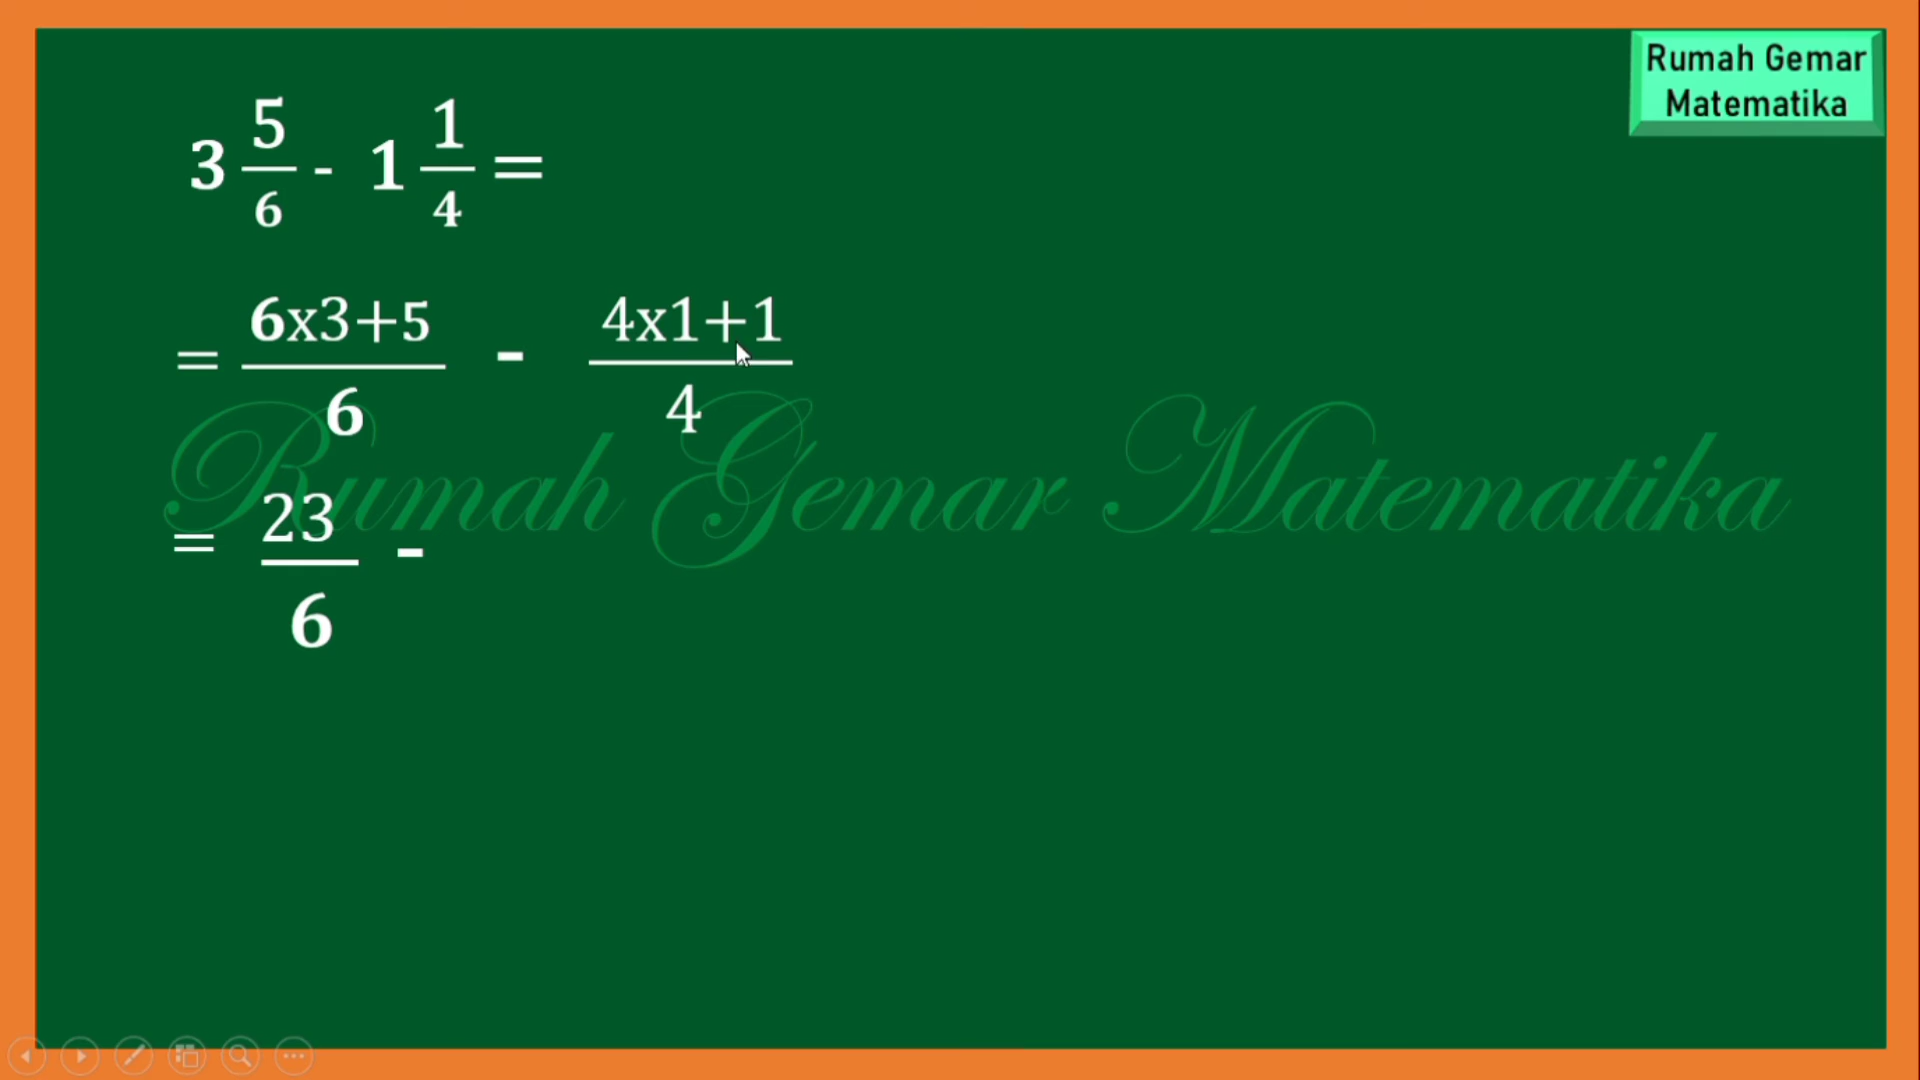 Rumah Gemar
Matematika
3 5/6 - 1 1/4 =
= 6x3+5/6 - 4x1+1/4
Rumah Gemar Matematika
= 23/6 -